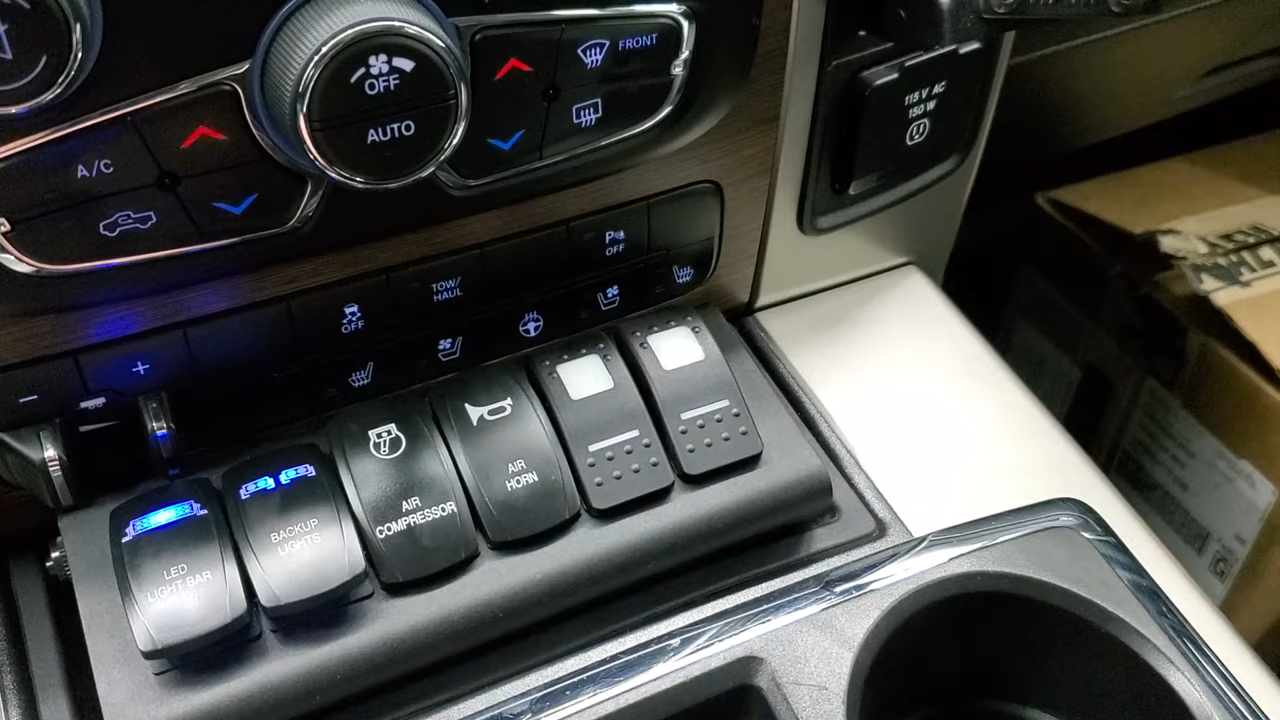 OFF
AUTO
A/C
FRONT
115 V AC
150 W
P
OFF
TOW/
HAUL
OFF
+
−
LED
LIGHT BAR
BACKUP
LIGHTS
AIR
COMPRESSOR
AIR
HORN
G